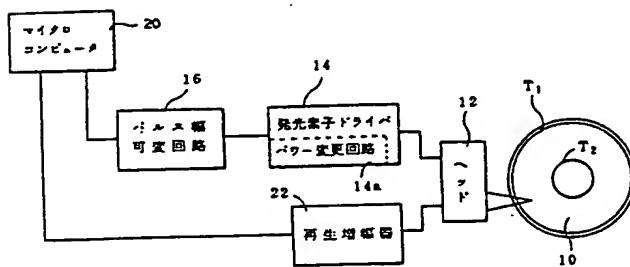 マイクロ
コンピュータ
20
16
パルス幅
可変回路
14
発光素子ドライバ
パワー変更回路
14a
12
ヘッド
T1
T2
10
22
再生増幅器